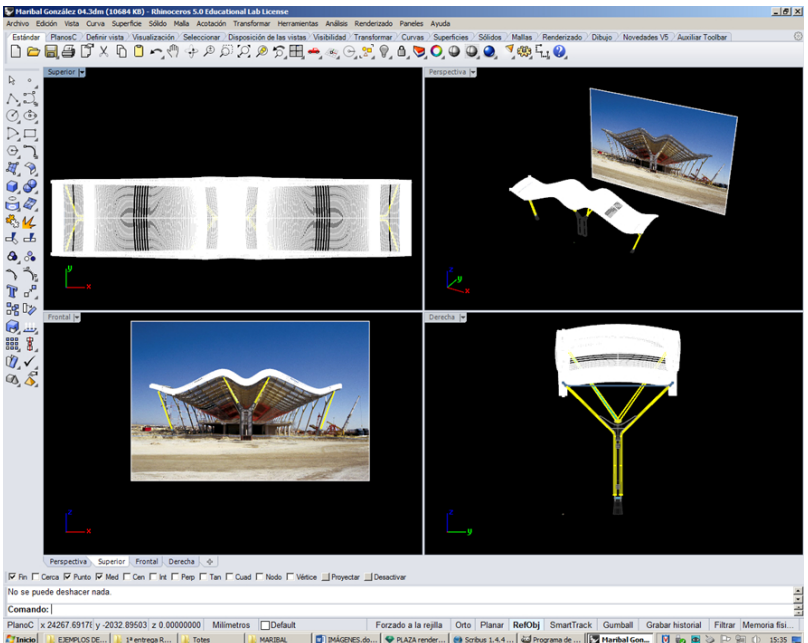 Maribal González 04.3dm (10684 KB) - Rhinoceros 5.0 Educational Lab License
Archivo Edición Vista Curva Superficie Sólido Malla Acotación Transformar Herramientas Análisis Renderizado Paneles Ayuda
Estándar PlanosC Definir vista Visualización Seleccionar Disposición de las vistas Visibilidad Transformar Curvas Superficies Sólidos Mallas Renderizado Dibujo Novedades V5 Auxiliar Toolbar
Superior
Perspectiva
y
x
z
y
x
Frontal
Derecha
z
x
z
y
Perspectiva Superior Frontal Derecha
Fin Cerca Punto Med Cen Int Perp Tan Cuad Nodo Vértice Proyectar Desactivar
No se puede deshacer nada.
Comando:
PlanoC x 24267.6917 y -2032.89503 z 0.00000000 Milímetros Default Forzado a la rejilla Orto Planar RefObj SmartTrack Gumball Grabar historial Filtrar Memoria físi...
Inicio EJEMPLOS DE... 1ª entrega R... Totes MARIBAL IMÁGENES.do... PLAZA render... Scribus 1.4.4 ... Programa de ... Maribal Gon... 15:35